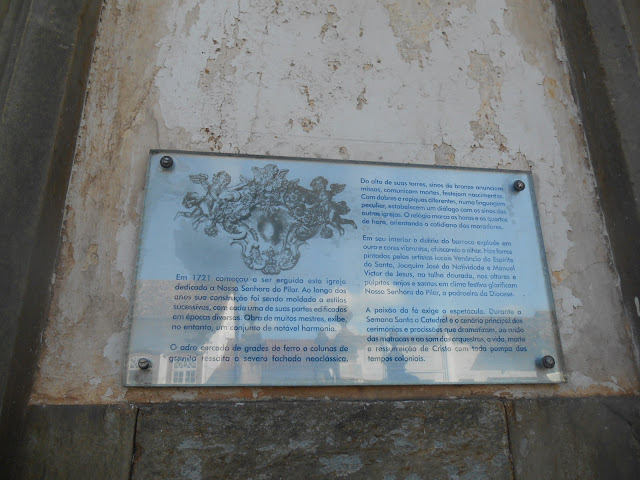 Em 1721 começou a ser erguida esta igreja
dedicada a Nossa Senhora do Pilar. Ao longo dos
anos sua construção foi sendo moldada a estilos
sucessivos, com cada uma de suas partes edificadas
em épocas diversas. Obra de muitos mestres, exibe,
no entanto, um conjunto de notável harmonia.
O adro cercado de grades de ferro e colunas de
granito ressalta a severa fachada neoclássica.
Do alto de suas torres, sinos de bronze anunciam
missas, comunicam mortes, festejam nascimentos.
Com dobres e repiques diferentes, numa linguagem
peculiar, estabelecem um diálogo com os sinos das
outras igrejas. O relógio marca as horas e os quartos
de hora, orientando o cotidiano dos moradores.
Em seu interior o delírio do barroco explode em
ouro e cores vibrantes, ofuscando o olhar. Nos forros
pintados pelos artistas locais Venâncio do Espírito
do Santo, Joaquim José da Natividade e Manuel
Victor de Jesus, na talha dourada, nos altares e
púlpitos anjos e santos em clima festivo glorificam
Nossa Senhora do Pilar, a padroeira da Diocese.
A paixão da fé exige o espetáculo. Durante a
Semana Santa a Catedral é o cenário principal das
cerimonias e procissões que dramatizam, ao
das matracas e ao som das orquestras, a vida, morte
e ressurreição de Cristo com toda pompa dos
tempos coloniais.